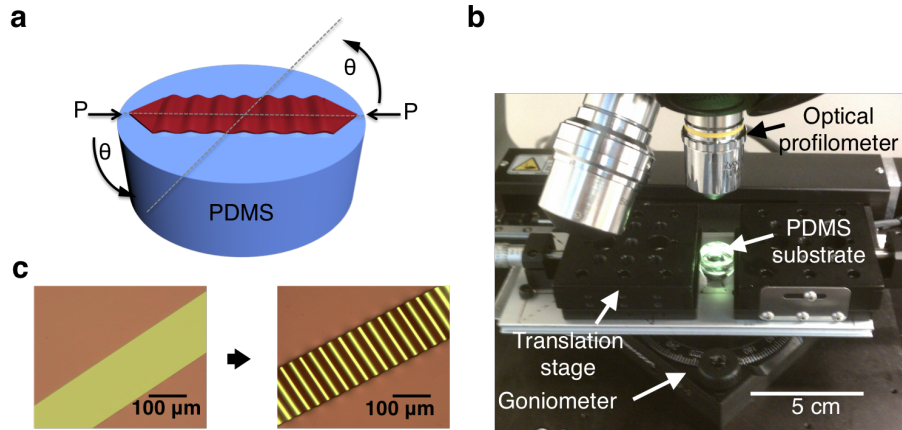 a
θ
P
P
θ
PDMS
b
Optical
profilometer
PDMS
substrate
Translation
stage
Goniometer
5 cm
c
100 µm
100 µm